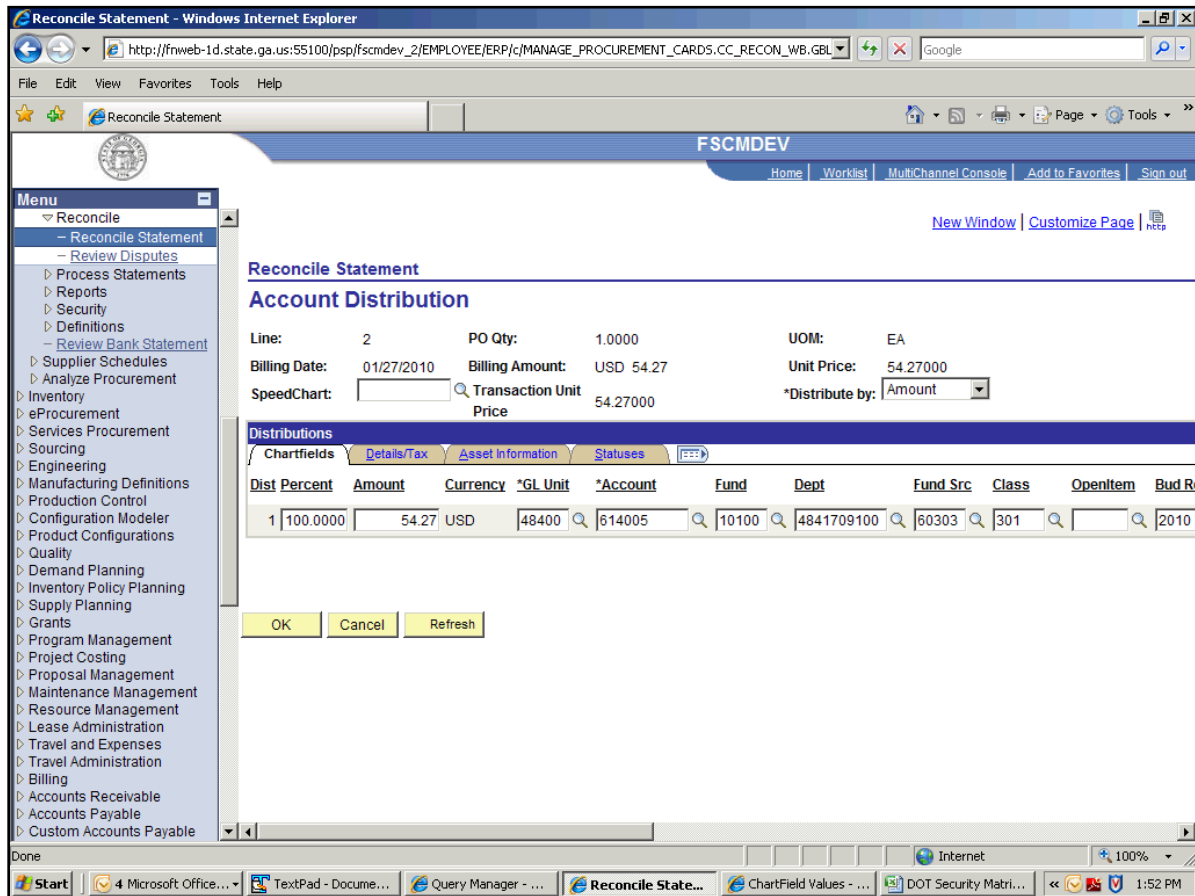 Reconcile Statement - Windows Internet Explorer
http://fnweb-1d.state.ga.us:55100/psp/fscmdev_2/EMPLOYEE/ERP/c/MANAGE_PROCUREMENT_CARDS.CC_RECON_WB.GBL
Google
File Edit View Favorites Tools Help
Reconcile Statement
Page Tools »
FSCMDEV
Home Worklist MultiChannel Console Add to Favorites Sign out
Menu
Reconcile
– Reconcile Statement
– Review Disputes
Process Statements
Reports
Security
Definitions
– Review Bank Statement
Supplier Schedules
Analyze Procurement
Inventory
eProcurement
Services Procurement
Sourcing
Engineering
Manufacturing Definitions
Production Control
Configuration Modeler
Product Configurations
Quality
Demand Planning
Inventory Policy Planning
Supply Planning
Grants
Program Management
Project Costing
Proposal Management
Maintenance Management
Resource Management
Lease Administration
Travel and Expenses
Travel Administration
Billing
Accounts Receivable
Accounts Payable
Custom Accounts Payable
New Window | Customize Page | http
Reconcile Statement
Account Distribution
Line: 2 PO Qty: 1.0000 UOM: EA
Billing Date: 01/27/2010 Billing Amount: USD 54.27 Unit Price: 54.27000
SpeedChart: Transaction Unit Price 54.27000 *Distribute by: Amount
Distributions
Chartfields Details/Tax Asset Information Statuses
Dist Percent Amount Currency *GL Unit *Account Fund Dept Fund Src Class OpenItem Bud R
1 100.0000 54.27 USD 48400 614005 10100 4841709100 60303 301 2010
OK Cancel Refresh
Done Internet 100%
Start 4 Microsoft Office... TextPad - Docume... Query Manager - ... Reconcile State... ChartField Values - ... DOT Security Matri... « 1:52 PM